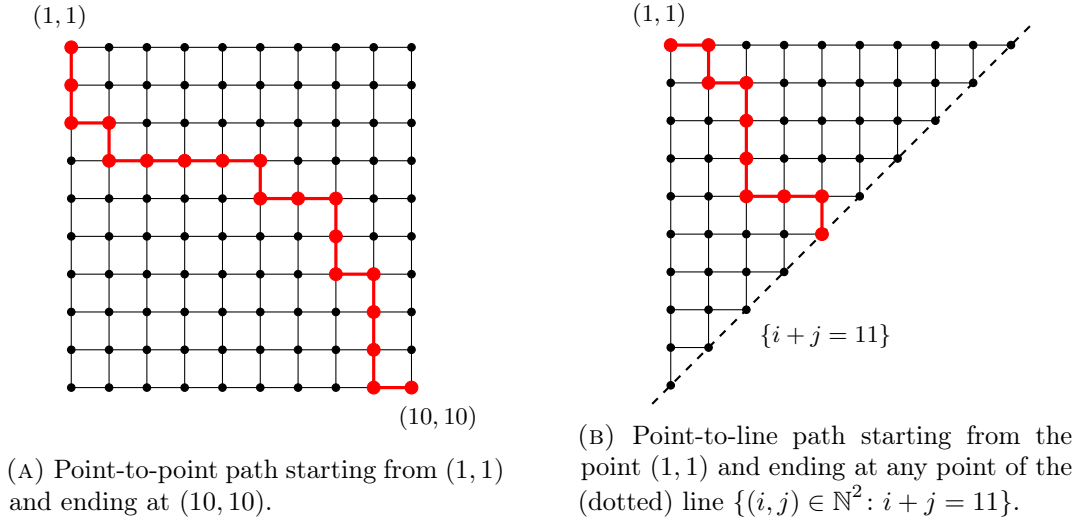 (1, 1)
(10, 10)
(A) Point-to-point path starting from (1, 1)
and ending at (10, 10).
(1, 1)
{i + j = 11}
(B) Point-to-line path starting from the
point (1, 1) and ending at any point of the
(dotted) line {(i, j) ∈ ℕ²: i + j = 11}.